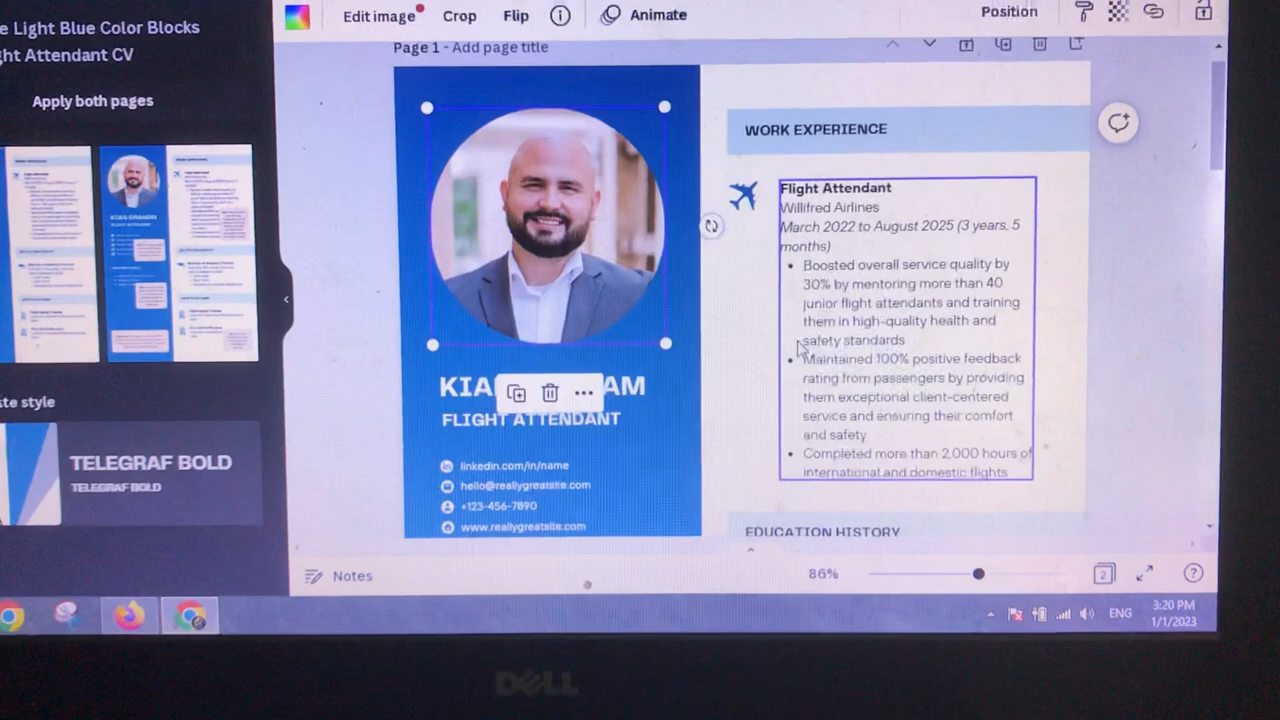 e Light Blue Color Blocks
ght Attendant CV
Apply both pages
te style
TELEGRAF BOLD
TELEGRAF BOLD
Edit image
Crop
Flip
Animate
Position
Page 1 - Add page title
FLIGHT ATTENDANT
linkedin.com/in/name
hello@reallygreatsite.com
+123-456-7890
www.reallygreatsite.com
WORK EXPERIENCE
Flight Attendant
Willifred Airlines
March 2022 to August 2025 (3 years, 5
months)
• Boosted overall service quality by
30% by mentoring more than 40
junior flight attendants and training
them in high-quality health and
safety standards
• Maintained 100% positive feedback
rating from passengers by providing
them exceptional client-centered
service and ensuring their comfort
and safety
• Completed more than 2,000 hours of
international and domestic flights
EDUCATION HISTORY
Notes
86%
2
ENG
3:20 PM
1/1/2023
DELL